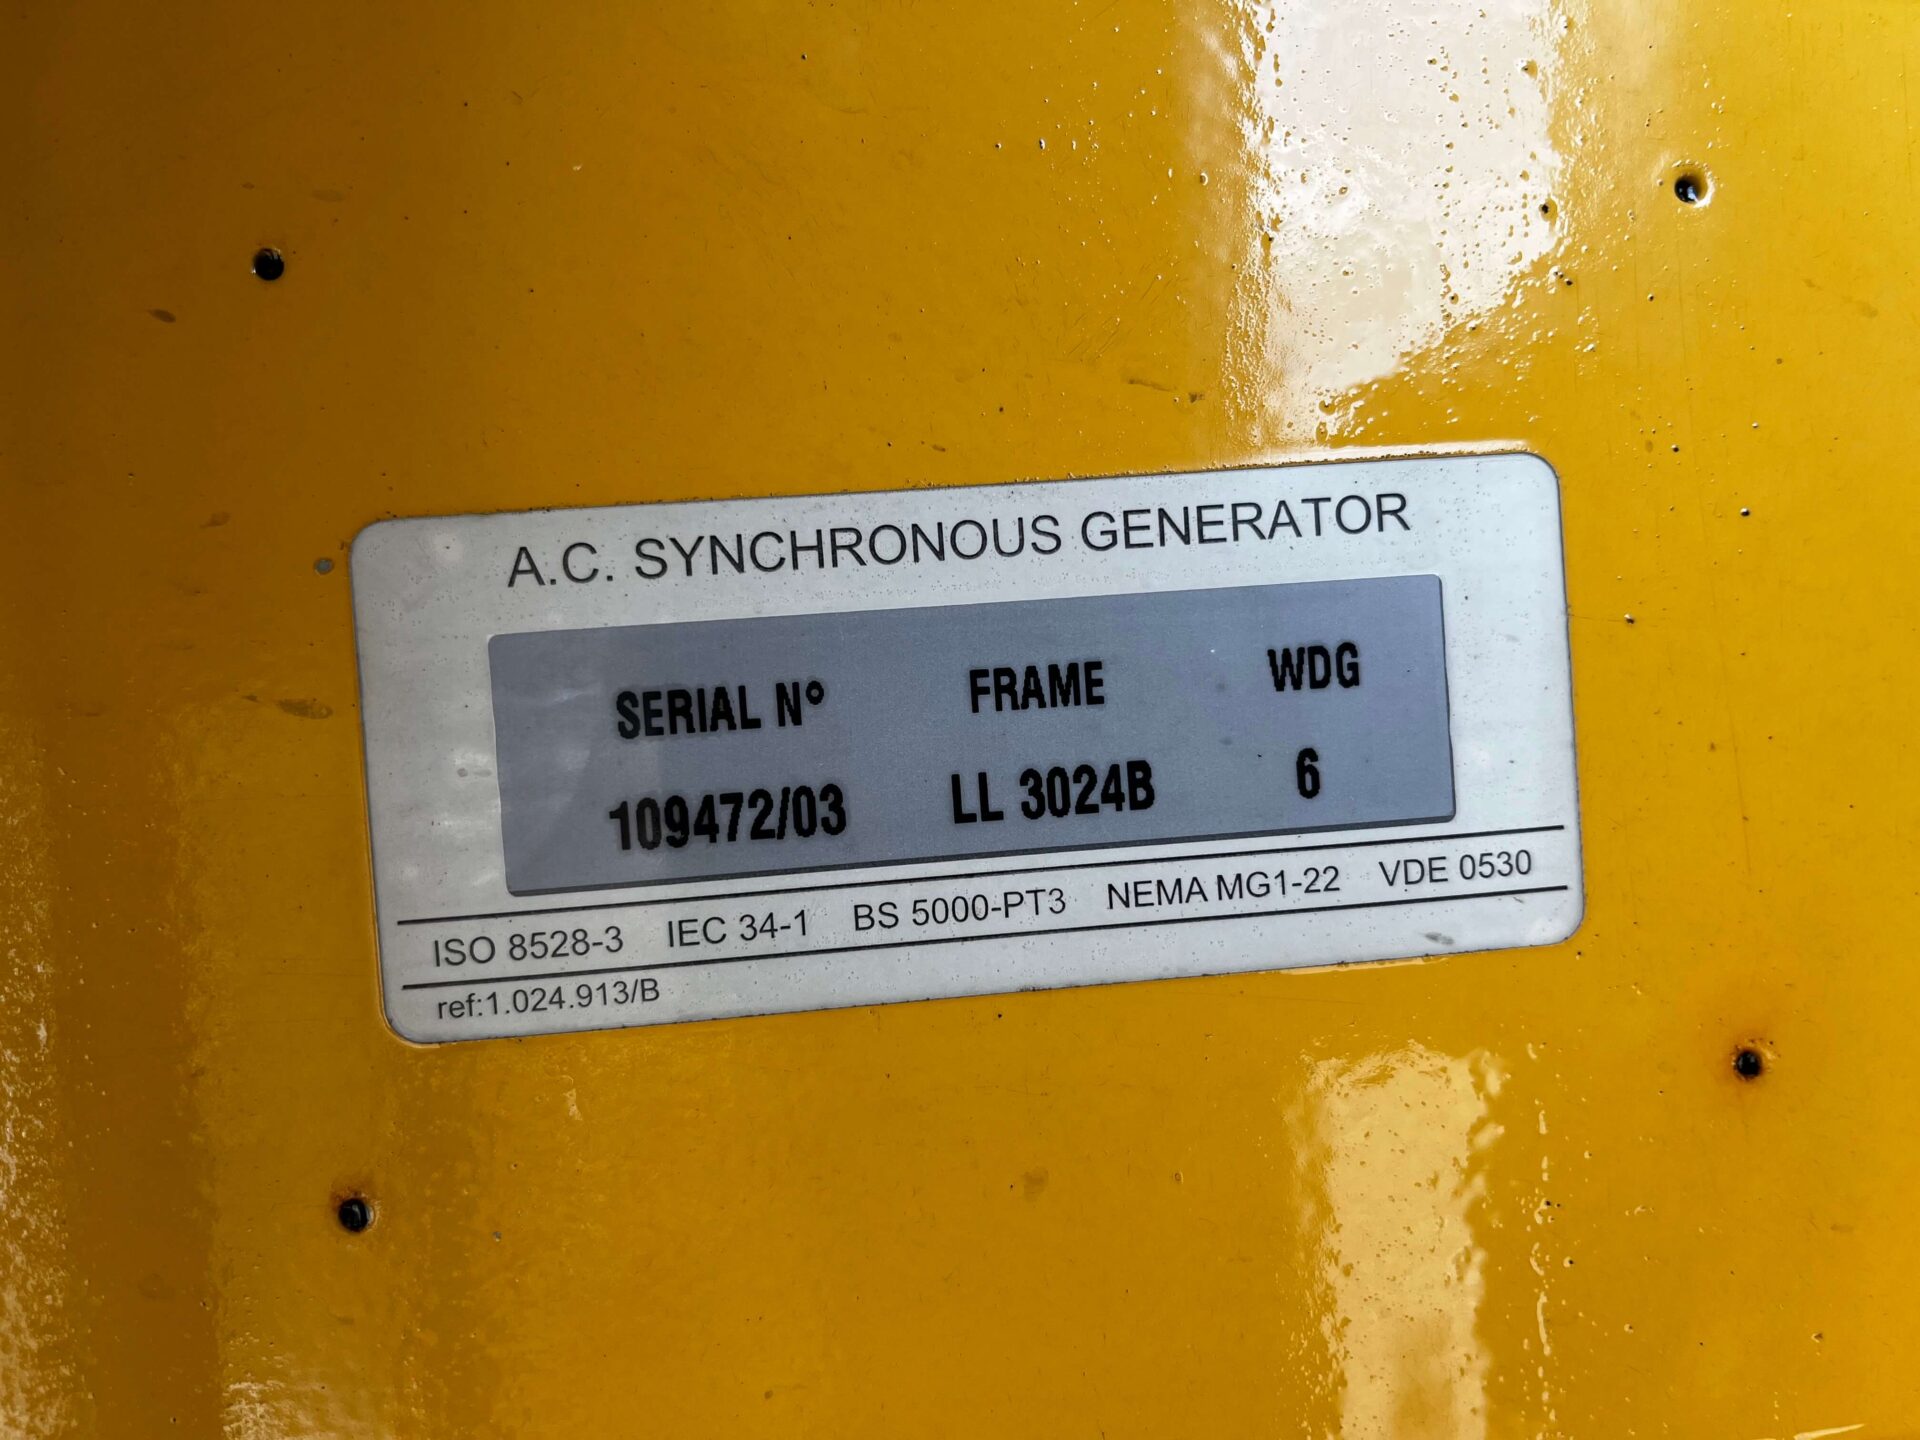 A.C. SYNCHRONOUS GENERATOR
SERIAL Nº FRAME WDG
109472/03 LL 3024B 6
ISO 8528-3 IEC 34-1 BS 5000-PT3 NEMA MG1-22 VDE 0530
ref:1.024.913/B